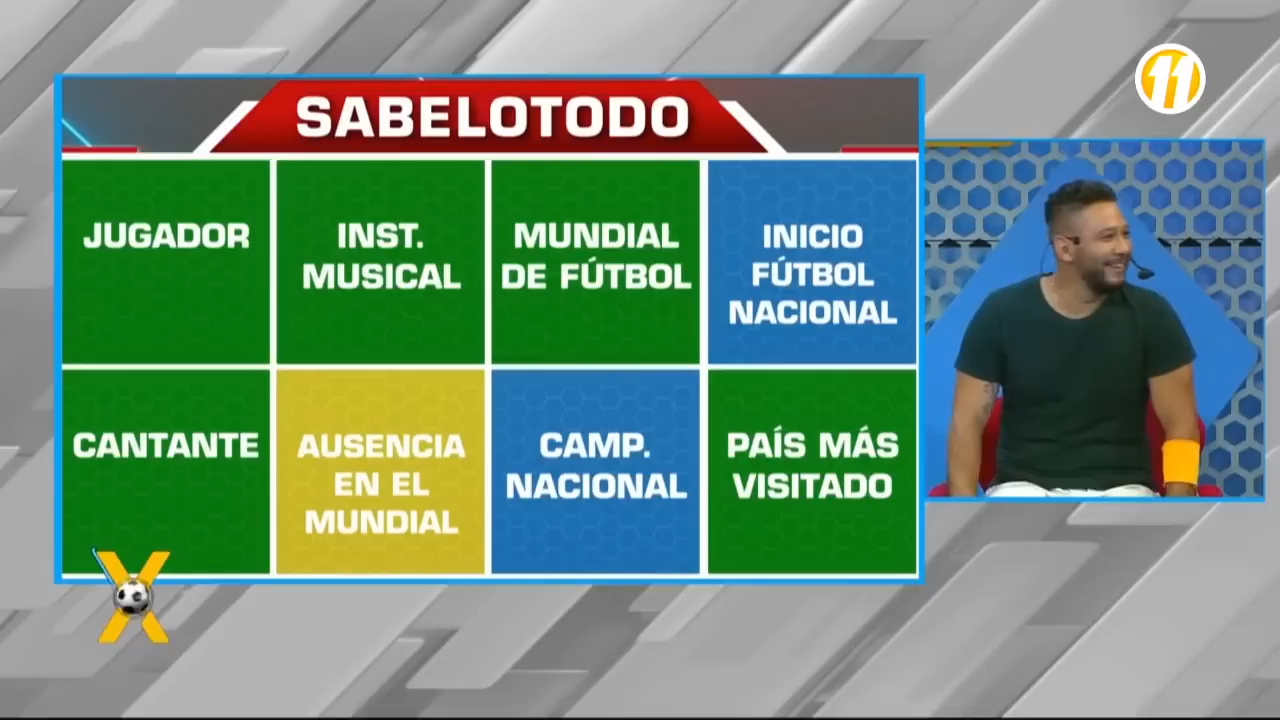 11
SABELOTODO
JUGADOR
INST.
MUSICAL
MUNDIAL
DE FÚTBOL
INICIO
FÚTBOL
NACIONAL
CANTANTE
AUSENCIA
EN EL
MUNDIAL
CAMP.
NACIONAL
PAÍS MÁS
VISITADO
X